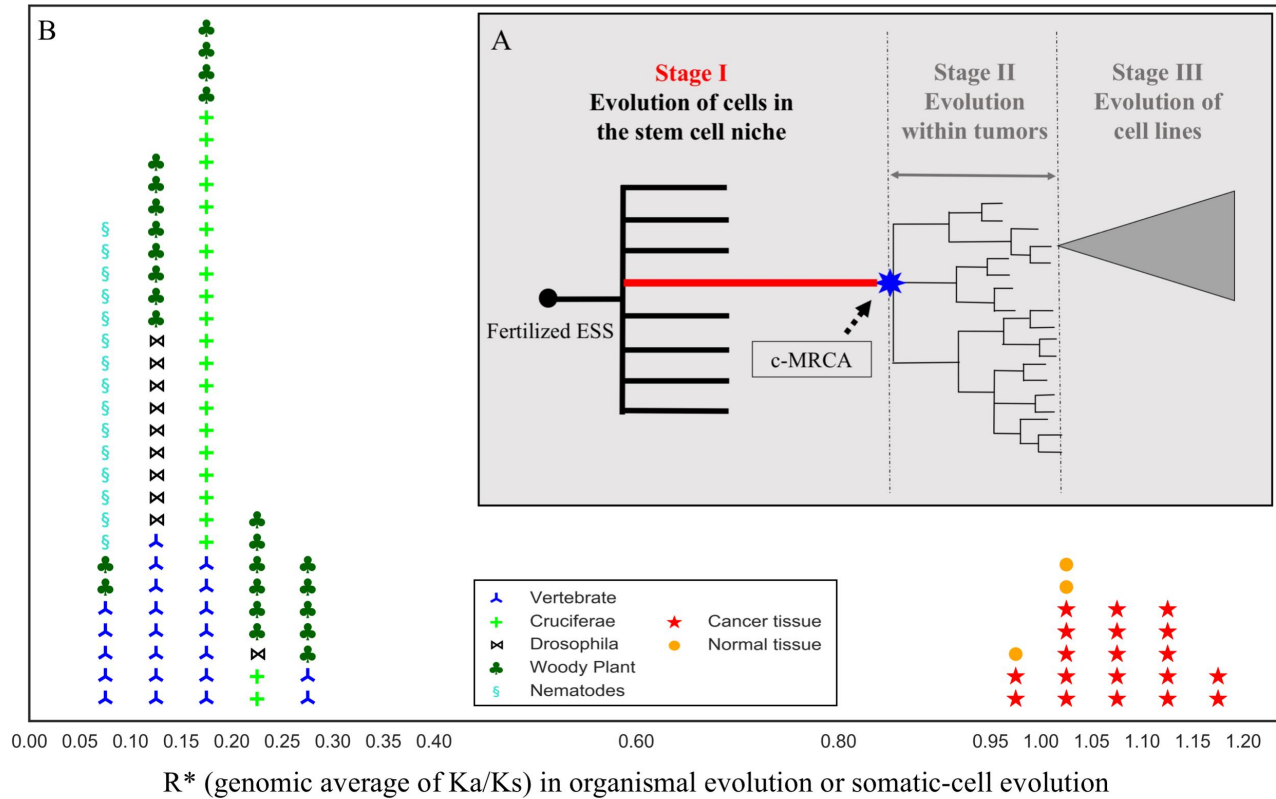 B
A
Stage I
Evolution of cells in
the stem cell niche
Stage II
Evolution
within tumors
Stage III
Evolution of
cell lines
Fertilized ESS
c-MRCA
Vertebrate
Cruciferae
Drosophila
Woody Plant
Nematodes
Cancer tissue
Normal tissue
0.00 0.05 0.10 0.15 0.20 0.25 0.30 0.35 0.40 0.60 0.80 0.95 1.00 1.05 1.10 1.15 1.20
R* (genomic average of Ka/Ks) in organismal evolution or somatic-cell evolution